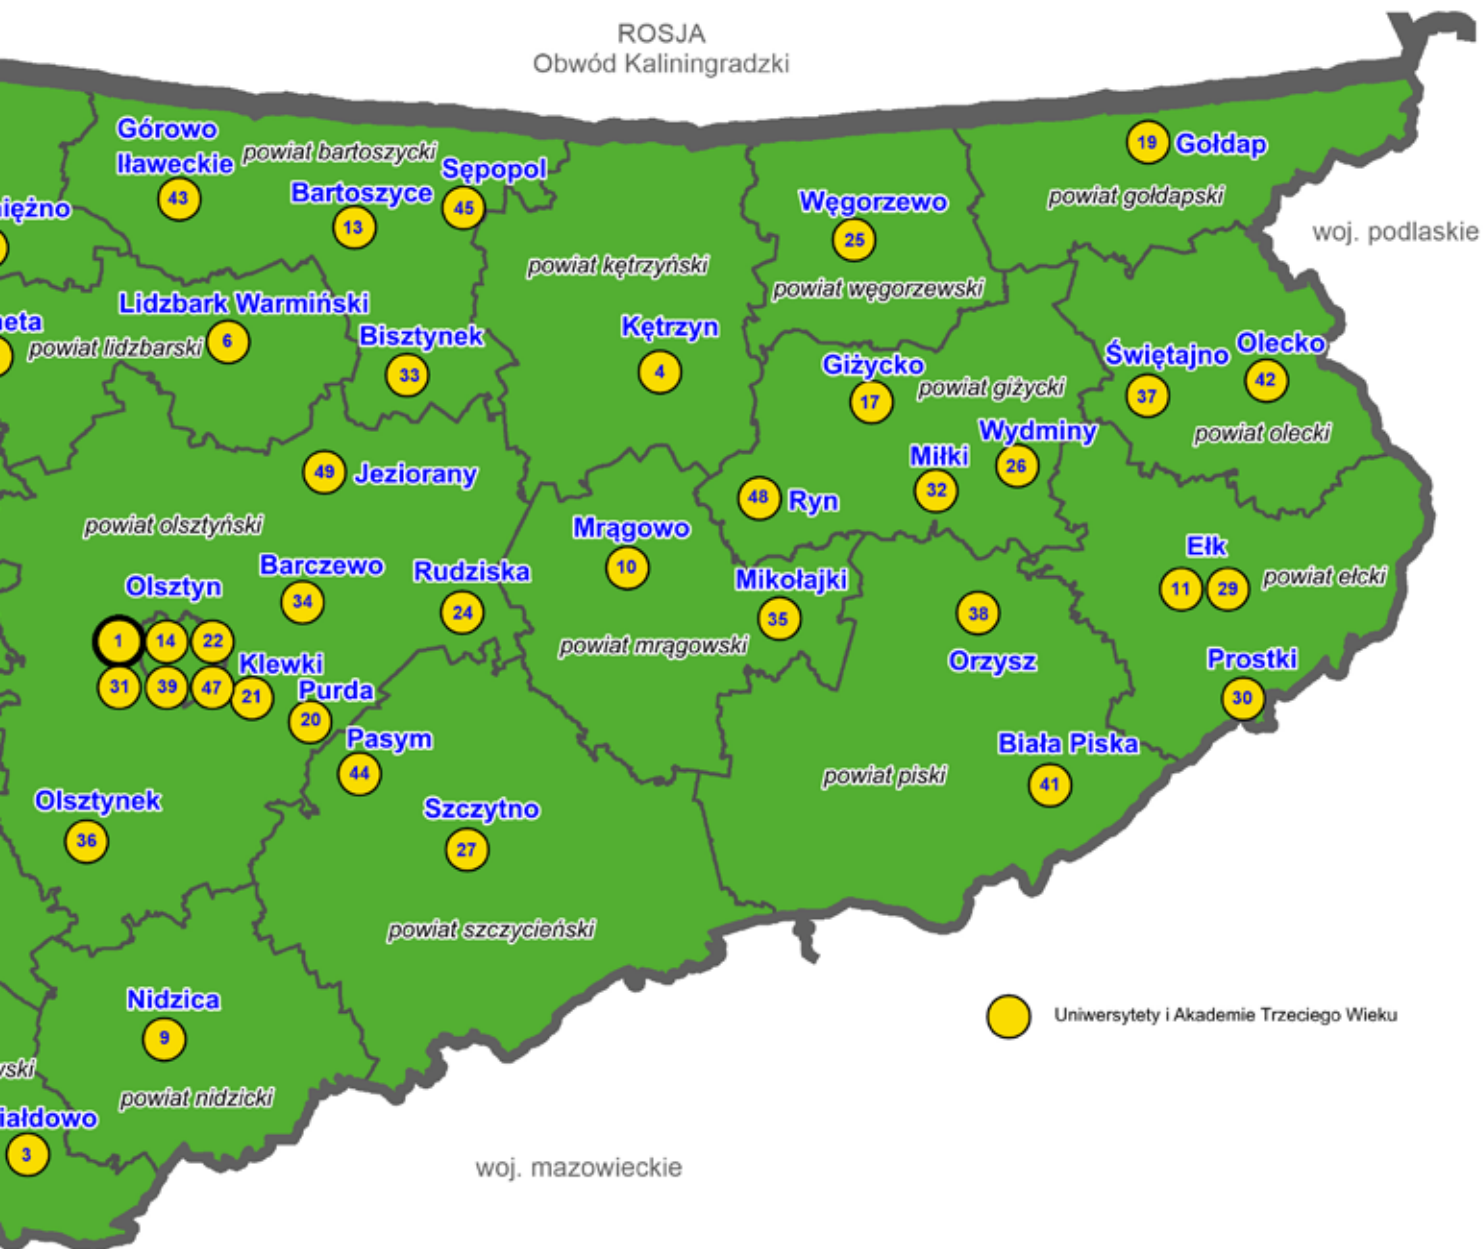 ROSJA
Obwód Kaliningradzki
Górowo
Iławeckie
43
powiat bartoszycki
Bartoszyce
13
Sępopol
45
Gołdap
19
powiat gołdapski
woj. podlaskie
Węgorzewo
25
powiat węgorzewski
powiat kętrzyński
Kętrzyn
4
Lidzbark Warmiński
6
powiat lidzbarski
Bisztynek
33
Giżycko
17
powiat giżycki
Świętajno
37
Olecko
42
powiat olecki
Wydminy
26
Miłki
32
Ryn
48
49
Jeziorany
powiat olsztyński
Mrągowo
10
powiat mrągowski
Mikołajki
35
Ełk
11
29
powiat ełcki
Barczewo
34
Rudziska
24
Olsztyn
1
14
22
31
39
47
Klewki
21
Purda
20
38
Orzysz
Prostki
30
Pasym
44
Biała Piska
41
powiat piski
Olsztynek
36
Szczytno
27
powiat szczycieński
Nidzica
9
powiat nidzicki
3
Uniwersytety i Akademie Trzeciego Wieku
woj. mazowieckie